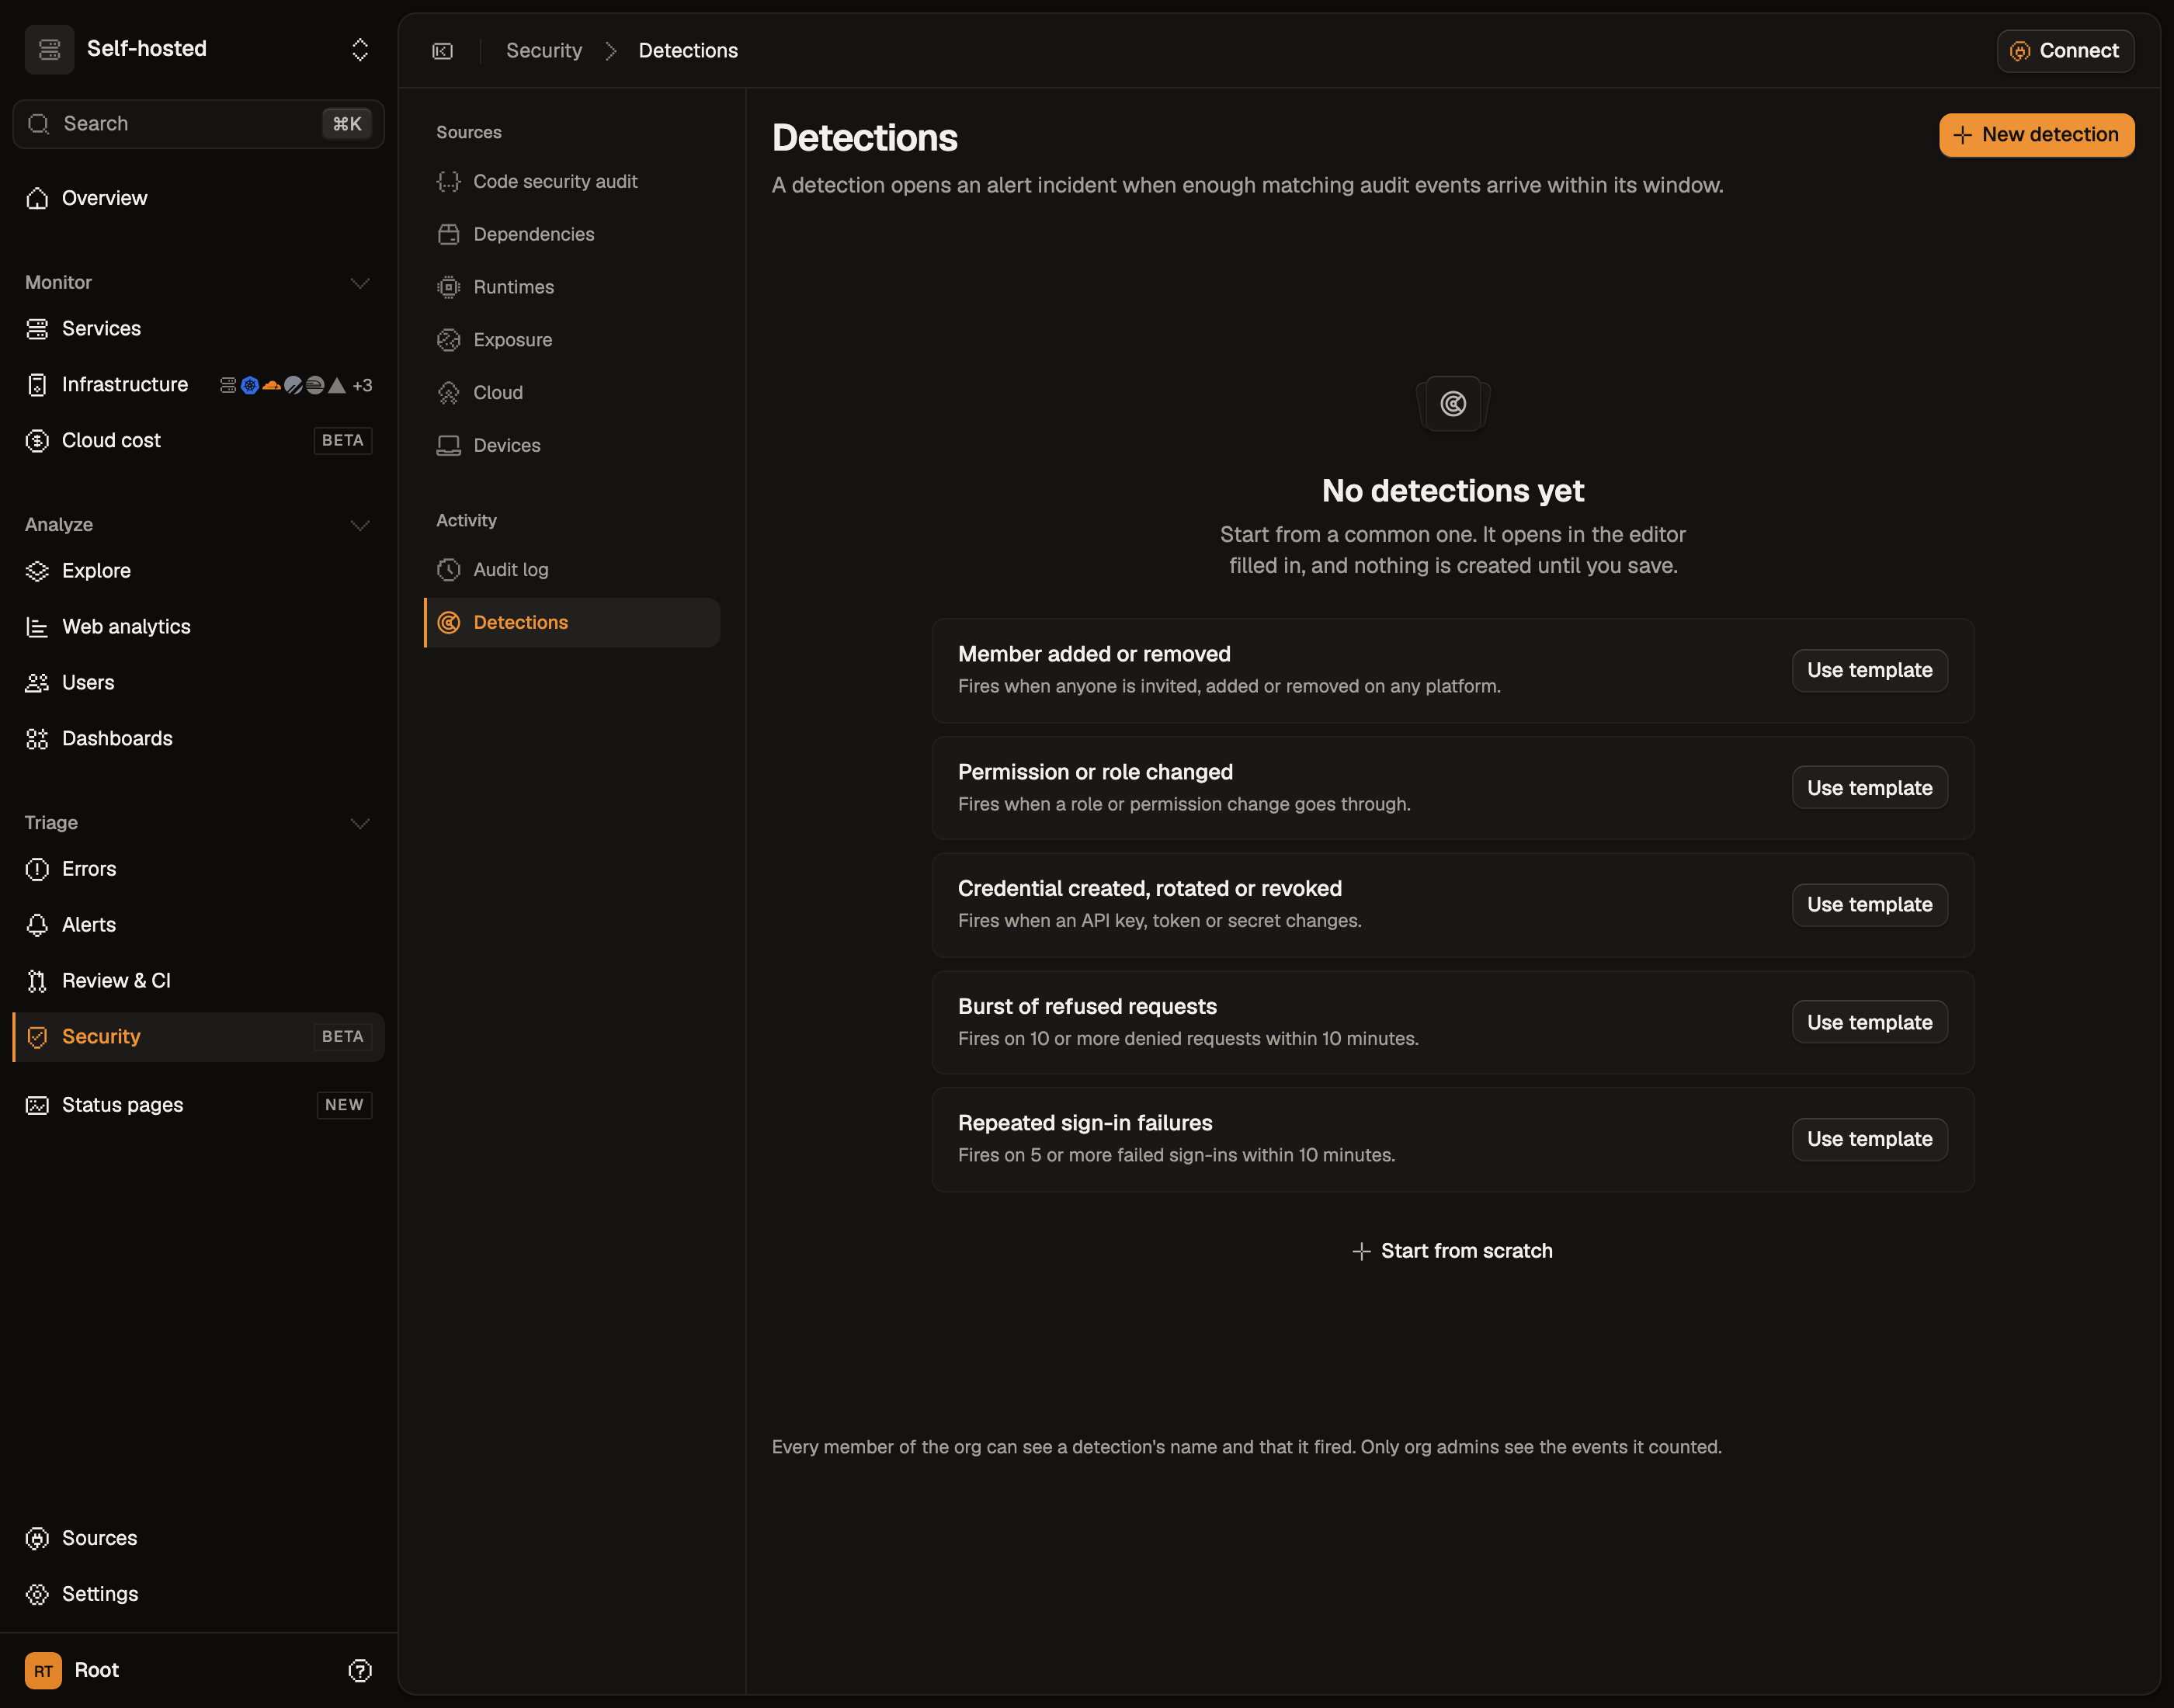 Self-hosted
Search
⌘K
Overview
Monitor
Services
Infrastructure
+3
Cloud cost
BETA
Analyze
Explore
Web analytics
Users
Dashboards
Triage
Errors
Alerts
Review & CI
Security
BETA
Status pages
NEW
Sources
Settings
RT
Root
Security
Detections
Connect
Sources
Code security audit
Dependencies
Runtimes
Exposure
Cloud
Devices
Activity
Audit log
Detections
Detections
New detection
A detection opens an alert incident when enough matching audit events arrive within its window.
No detections yet
Start from a common one. It opens in the editor
filled in, and nothing is created until you save.
Member added or removed
Fires when anyone is invited, added or removed on any platform.
Use template
Permission or role changed
Fires when a role or permission change goes through.
Use template
Credential created, rotated or revoked
Fires when an API key, token or secret changes.
Use template
Burst of refused requests
Fires on 10 or more denied requests within 10 minutes.
Use template
Repeated sign-in failures
Fires on 5 or more failed sign-ins within 10 minutes.
Use template
Start from scratch
Every member of the org can see a detection's name and that it fired. Only org admins see the events it counted.